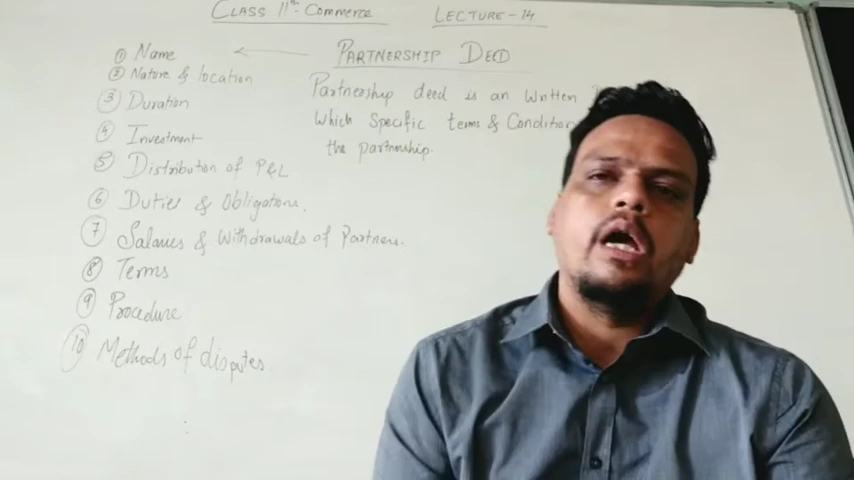 CLASS 11th - Commerce
LECTURE - 14
PARTNERSHIP DEED
Partnership deed is an written
which Specific terms & Condition
the partnership.
① Name
② Nature & location
③ Duration
④ Investment
⑤ Distribution of P&L
⑥ Duties & Obligations.
⑦ Salaries & Withdrawals of Partners.
⑧ Terms
⑨ Procedure
⑩ Methods of disputes